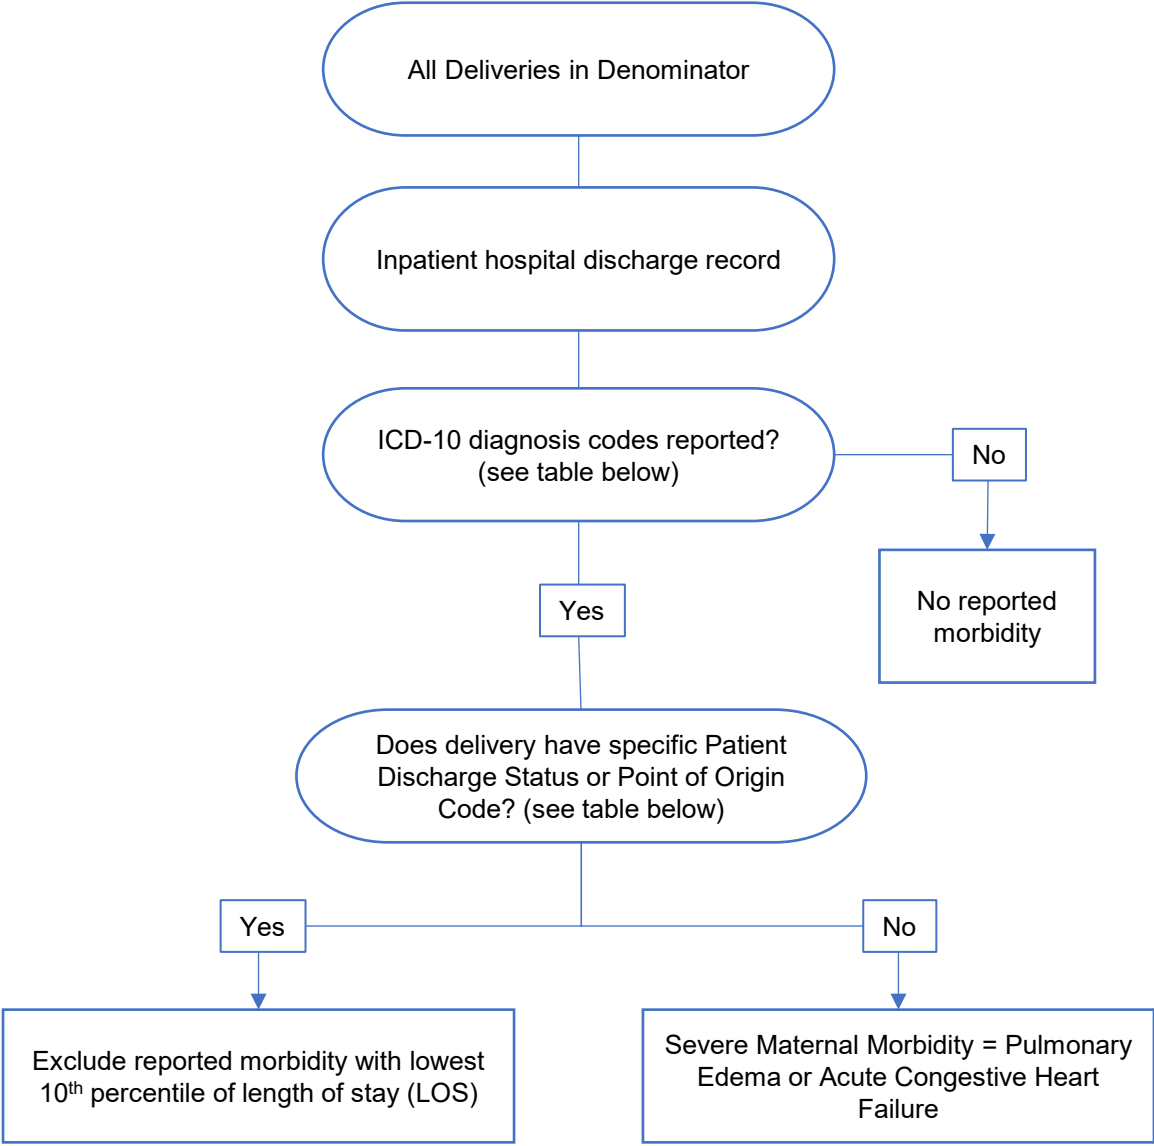 All Deliveries in Denominator
Inpatient hospital discharge record
ICD-10 diagnosis codes reported?
(see table below)
No
No reported
morbidity
Yes
Does delivery have specific Patient
Discharge Status or Point of Origin
Code? (see table below)
Yes
No
Exclude reported morbidity with lowest
10th percentile of length of stay (LOS)
Severe Maternal Morbidity = Pulmonary
Edema or Acute Congestive Heart
Failure